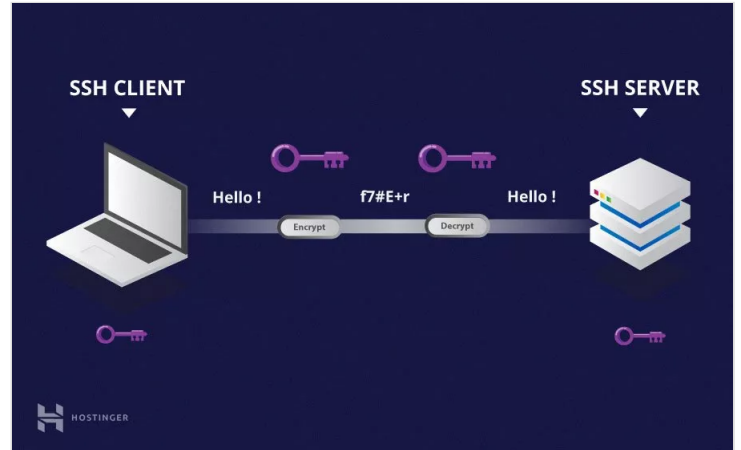 SSH CLIENT
SSH SERVER
Hello !
f7#E+r
Hello !
Encrypt
Decrypt
HOSTINGER